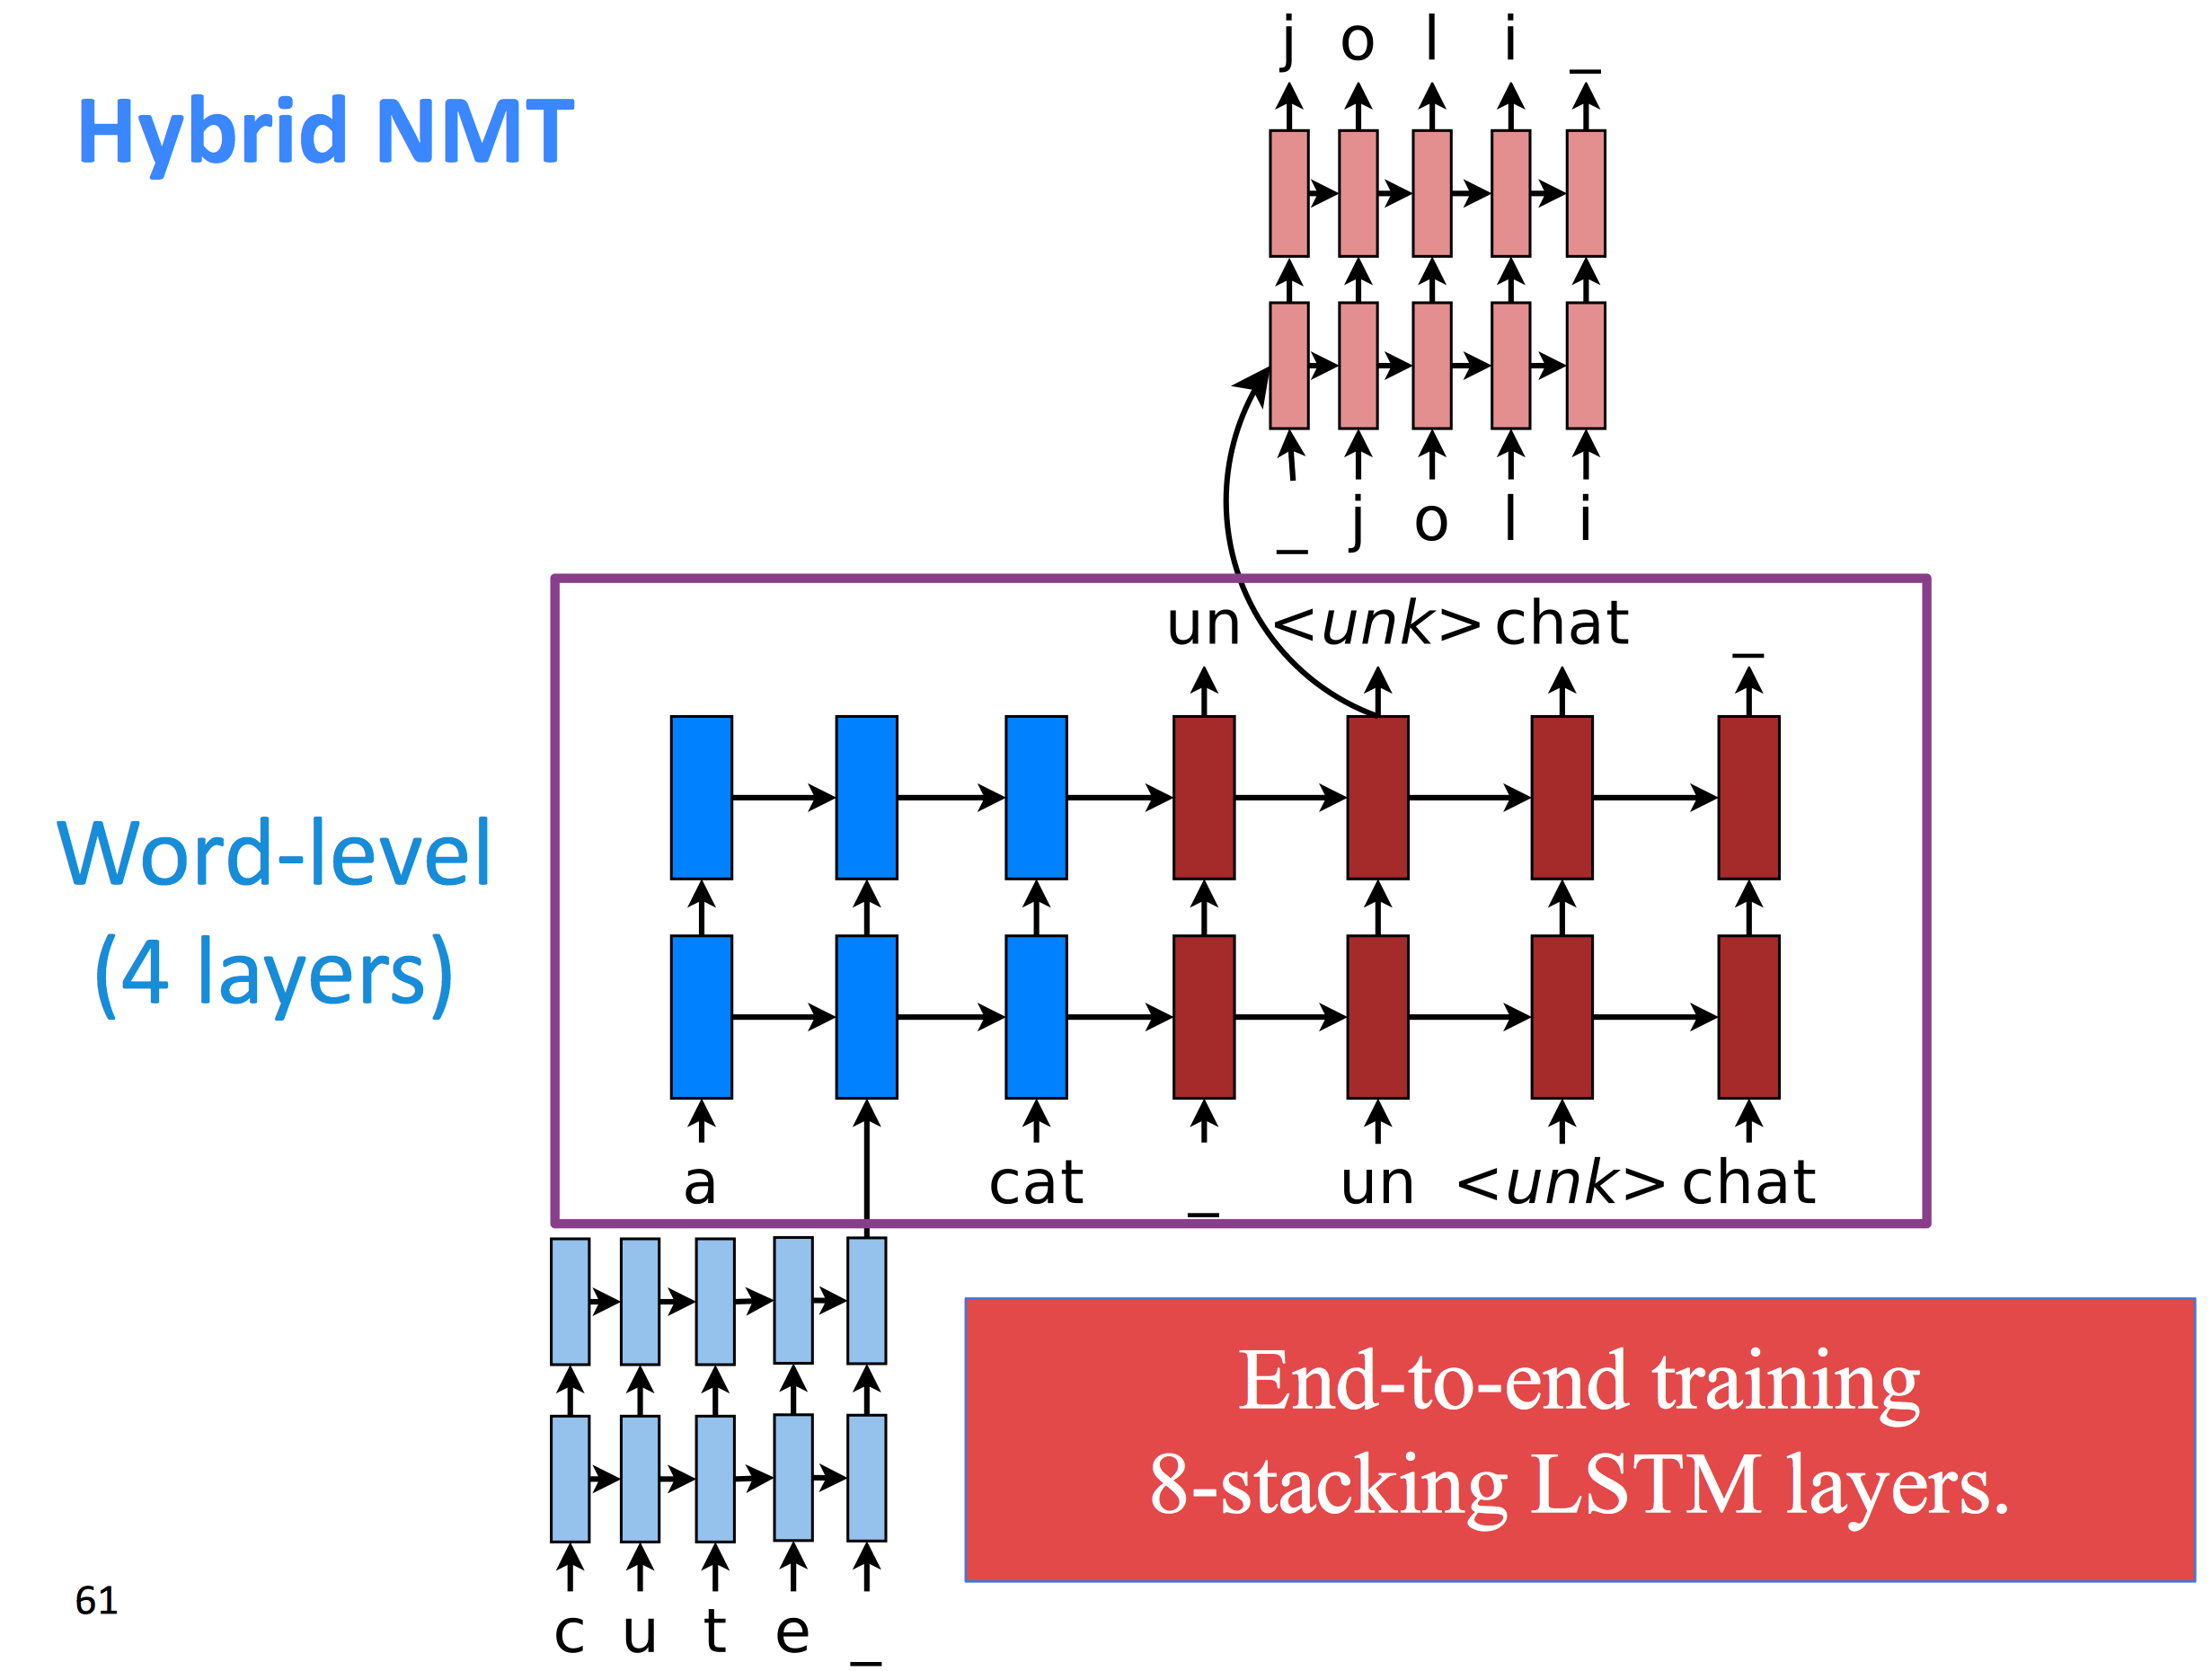 Hybrid NMT
j o l i _
_ j o l i
un <unk> chat _
Word-level
(4 layers)
a cat _ un <unk> chat
End-to-end training
8-stacking LSTM layers.
c u t e _
61